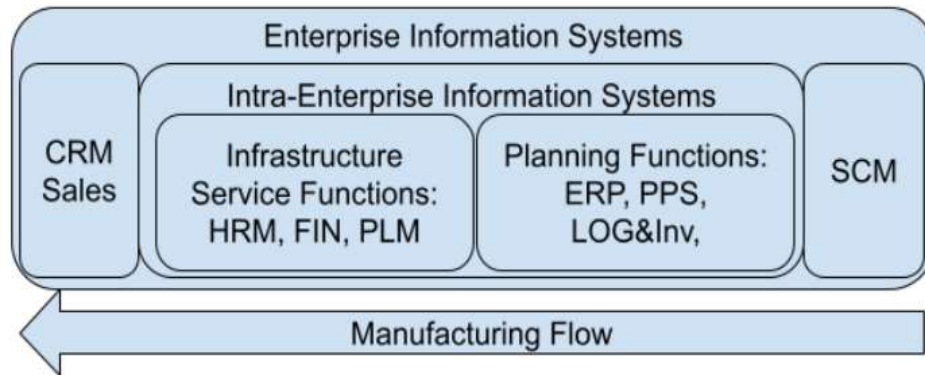 Enterprise Information Systems
CRM
Sales
Intra-Enterprise Information Systems
Infrastructure
Service Functions:
HRM, FIN, PLM
Planning Functions:
ERP, PPS,
LOG&Inv,
SCM
Manufacturing Flow